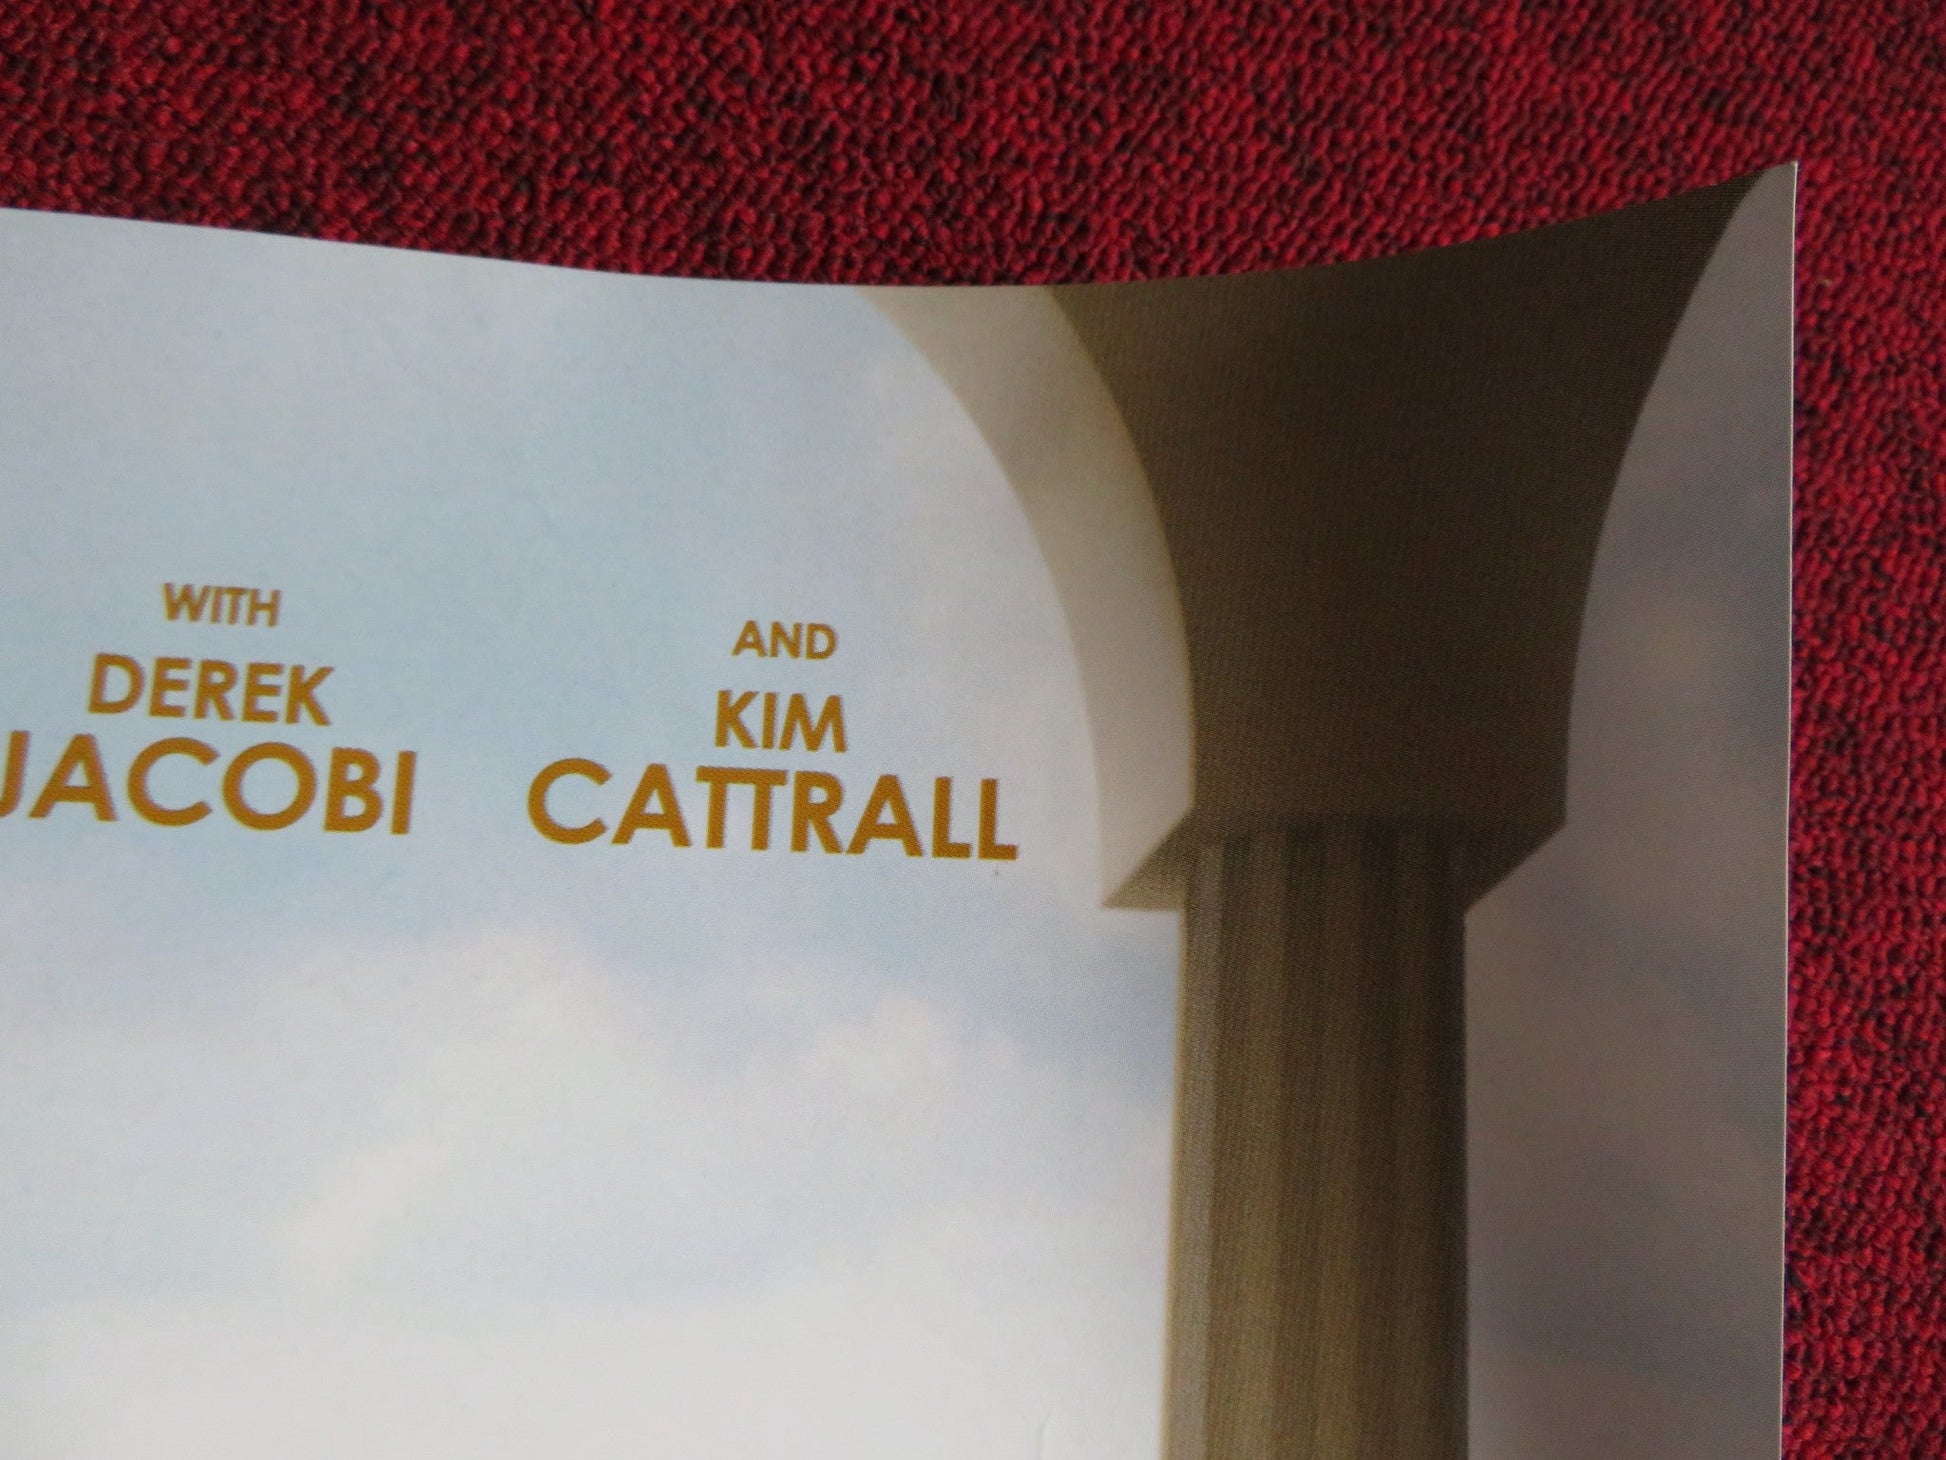 WITH
DEREK
JACOBI
AND
KIM
CATTRALL